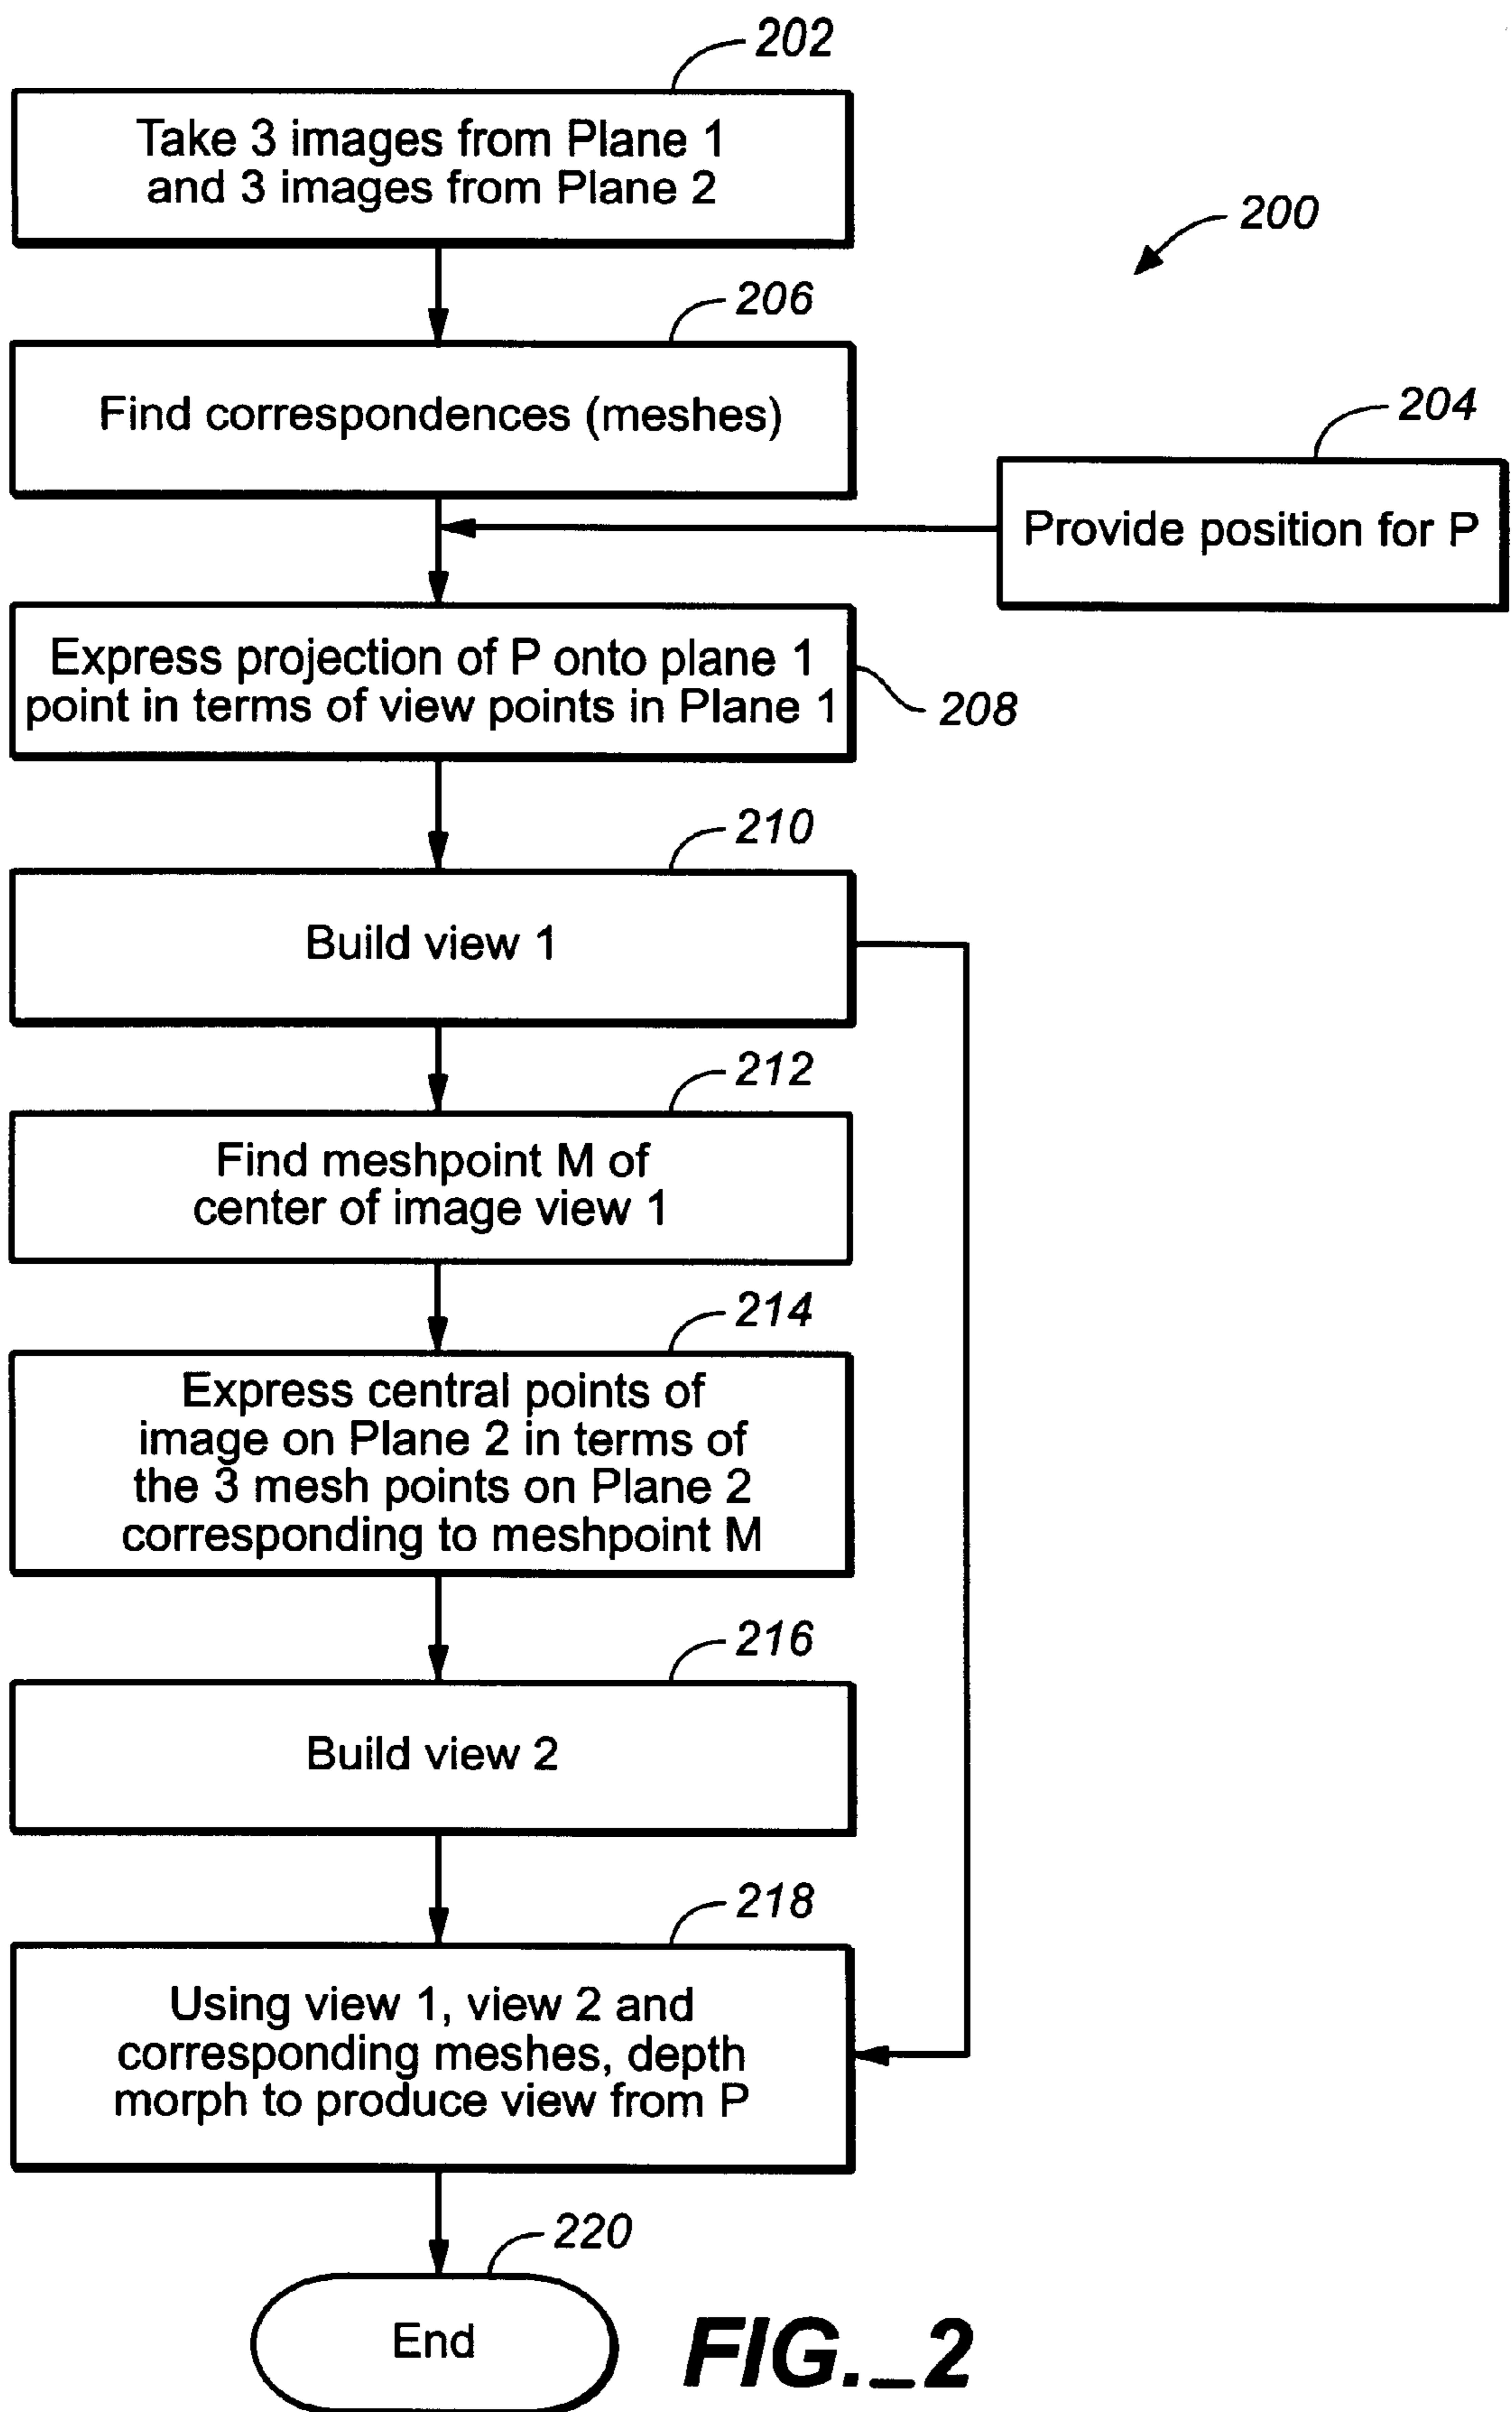 202
Take 3 images from Plane 1
and 3 images from Plane 2
200
206
Find correspondences (meshes)
204
Provide position for P
Express projection of P onto plane 1
point in terms of view points in Plane 1
208
210
Build view 1
212
Find meshpoint M of
center of image view 1
214
Express central points of
image on Plane 2 in terms of
the 3 mesh points on Plane 2
corresponding to meshpoint M
216
Build view 2
218
Using view 1, view 2 and
corresponding meshes, depth
morph to produce view from P
220
End
FIG._2